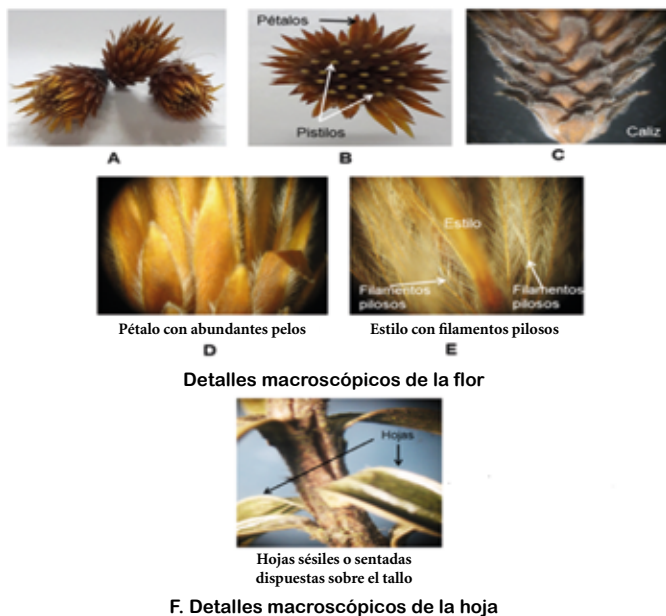 Pétalos
Pistilos
Caliz
A
B
C
Estilo
Filamentos
pilosos
Filamentos
pilosos
Pétalo con abundantes pelos
Estilo con filamentos pilosos
D
E
Detalles macroscópicos de la flor
Hojas
Hojas sésiles o sentadas
dispuestas sobre el tallo
F. Detalles macroscópicos de la hoja